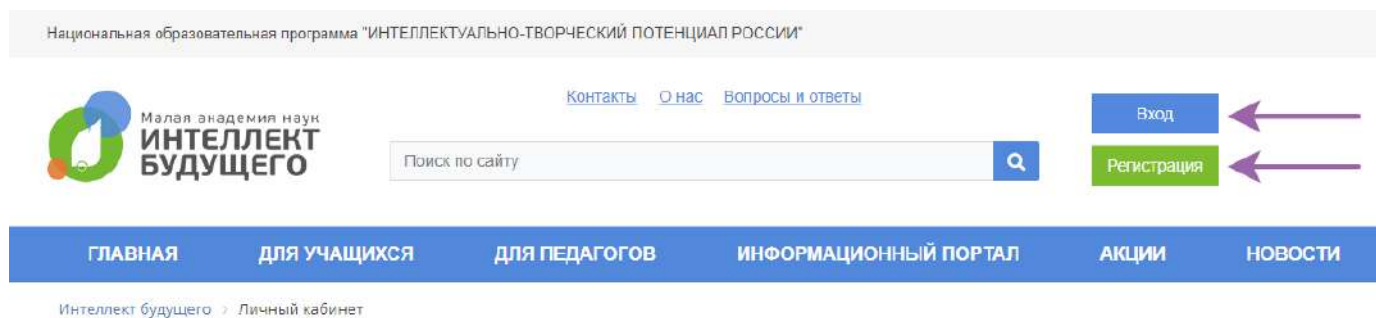 Национальная образовательная программа "ИНТЕЛЛЕКТУАЛЬНО-ТВОРЧЕСКИЙ ПОТЕНЦИАЛ РОССИИ"
Контакты О нас Вопросы и ответы
Малая академия наук
ИНТЕЛЛЕКТ
БУДУЩЕГО
Поиск по сайту
Вход
Регистрация
ГЛАВНАЯ ДЛЯ УЧАЩИХСЯ ДЛЯ ПЕДАГОГОВ ИНФОРМАЦИОННЫЙ ПОРТАЛ АКЦИИ НОВОСТИ
Интеллект будущего > Личный кабинет